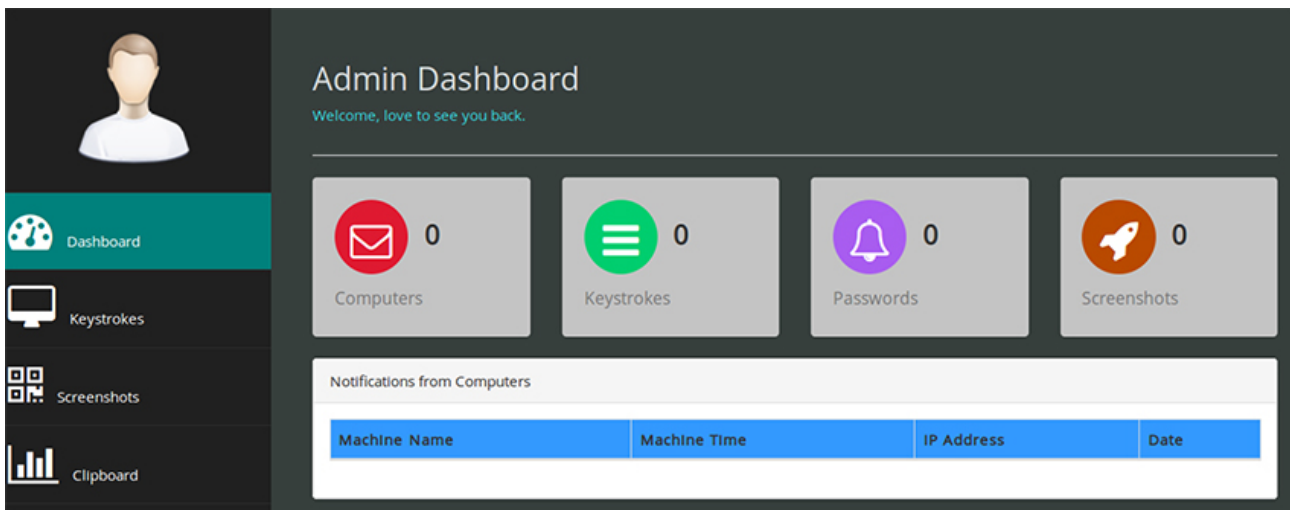 Admin Dashboard
Welcome, love to see you back.
Dashboard
Keystrokes
Screenshots
Clipboard
0
Computers
0
Keystrokes
0
Passwords
0
Screenshots
Notifications from Computers
Machine Name Machine Time IP Address Date